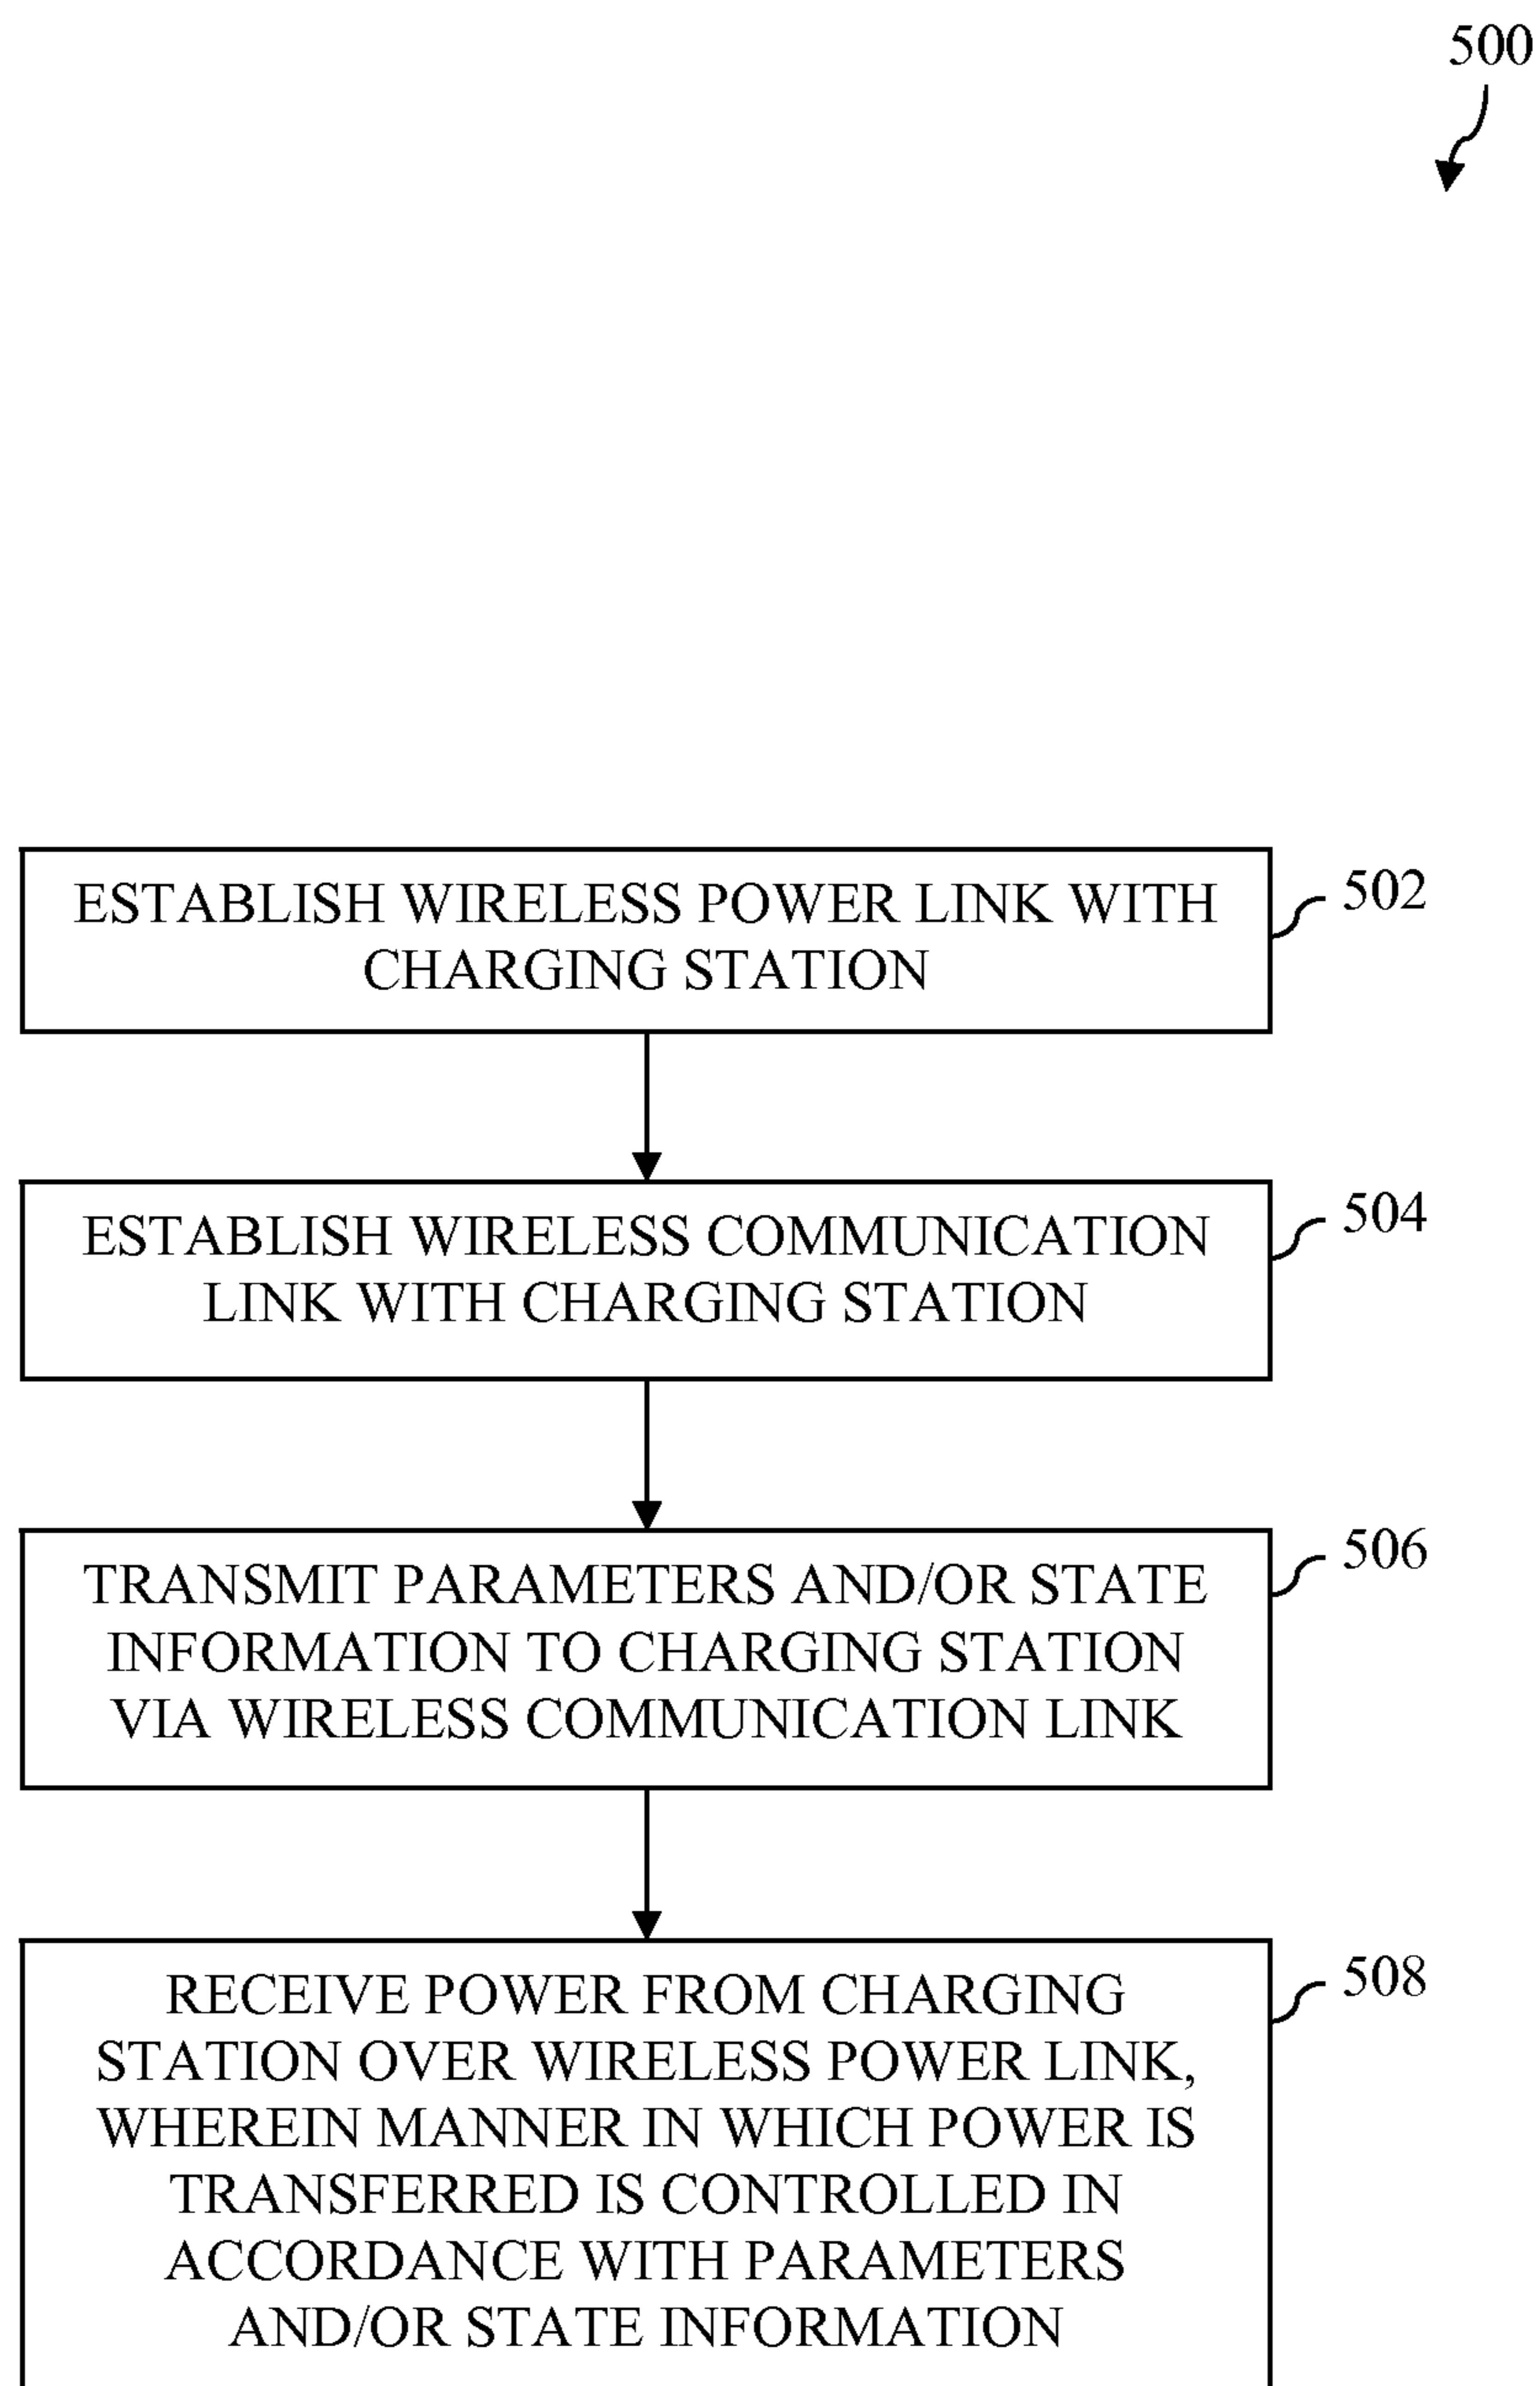 500
ESTABLISH WIRELESS POWER LINK WITH
CHARGING STATION
502
ESTABLISH WIRELESS COMMUNICATION
LINK WITH CHARGING STATION
504
TRANSMIT PARAMETERS AND/OR STATE
INFORMATION TO CHARGING STATION
VIA WIRELESS COMMUNICATION LINK
506
RECEIVE POWER FROM CHARGING
STATION OVER WIRELESS POWER LINK,
WHEREIN MANNER IN WHICH POWER IS
TRANSFERRED IS CONTROLLED IN
ACCORDANCE WITH PARAMETERS
AND/OR STATE INFORMATION
508